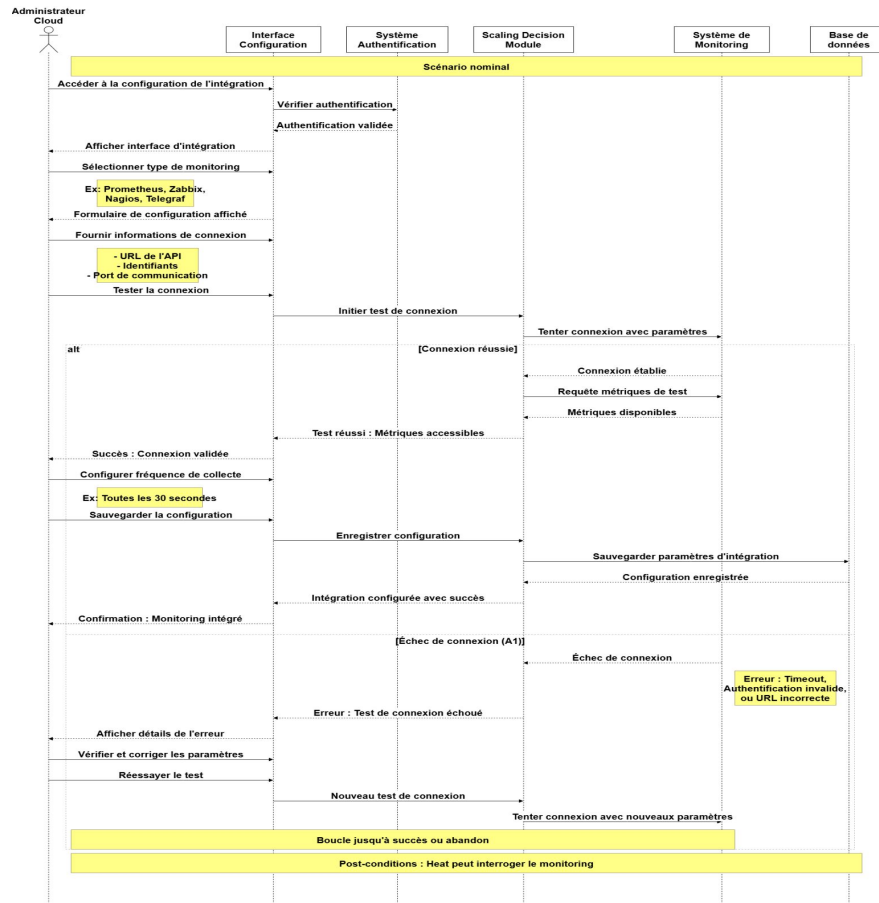 Administrateur
Cloud
Interface
Configuration
Système
Authentification
Scaling Decision
Module
Système de
Monitoring
Base de
données
Scénario nominal
Accéder à la configuration de l'intégration
Vérifier authentification
Authentification validée
Afficher interface d'intégration
Sélectionner type de monitoring
Ex: Prometheus, Zabbix,
Nagios, Telegraf
Formulaire de configuration affiché
Fournir informations de connexion
- URL de l'API
- Identifiants
- Port de communication
Tester la connexion
Initier test de connexion
Tenter connexion avec paramètres
alt
[Connexion réussie]
Connexion établie
Requête métriques de test
Métriques disponibles
Test réussi : Métriques accessibles
Succès : Connexion validée
Configurer fréquence de collecte
Ex: Toutes les 30 secondes
Sauvegarder la configuration
Enregistrer configuration
Sauvegarder paramètres d'intégration
Configuration enregistrée
Intégration configurée avec succès
Confirmation : Monitoring intégré
[Échec de connexion (A1)]
Échec de connexion
Erreur : Timeout,
Authentification invalide,
ou URL incorrecte
Erreur : Test de connexion échoué
Afficher détails de l'erreur
Vérifier et corriger les paramètres
Réessayer le test
Nouveau test de connexion
Tenter connexion avec nouveaux paramètres
Boucle jusqu'à succès ou abandon
Post-conditions : Heat peut interroger le monitoring